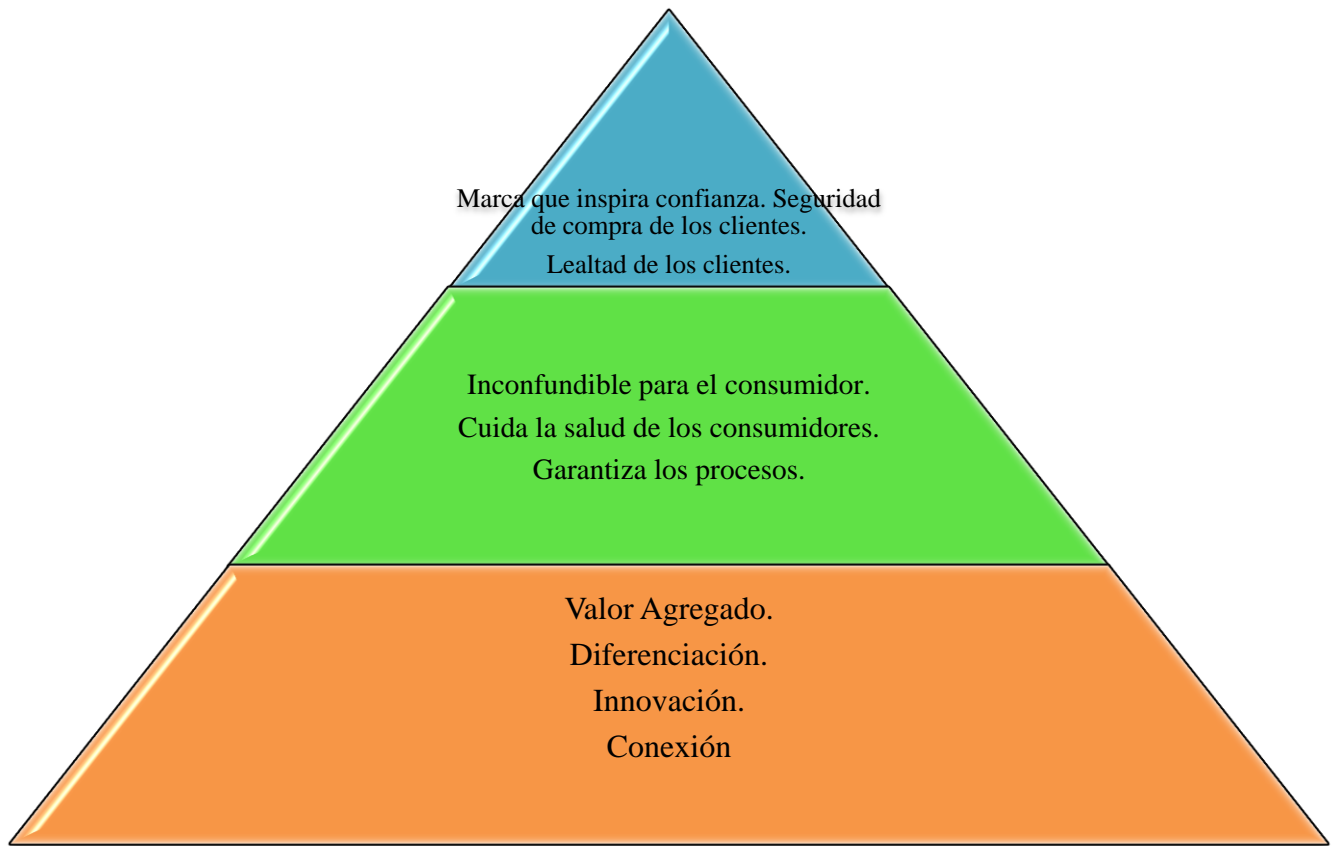 Marca que inspira confianza. Seguridad
de compra de los clientes.
Lealtad de los clientes.
Inconfundible para el consumidor.
Cuida la salud de los consumidores.
Garantiza los procesos.
Valor Agregado.
Diferenciación.
Innovación.
Conexión